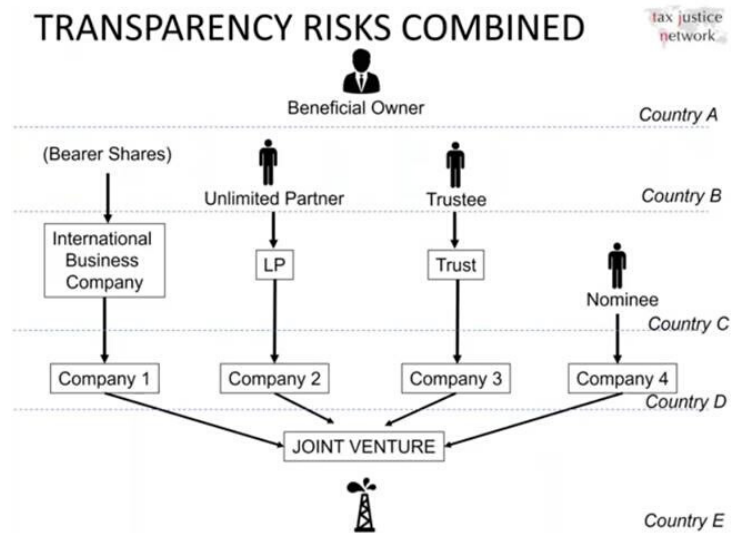 TRANSPARENCY RISKS COMBINED
tax justice
network
Beneficial Owner
Country A
(Bearer Shares)
Unlimited Partner
Trustee
Country B
International
Business
Company
LP
Trust
Nominee
Country C
Company 1
Company 2
Company 3
Company 4
Country D
JOINT VENTURE
Country E